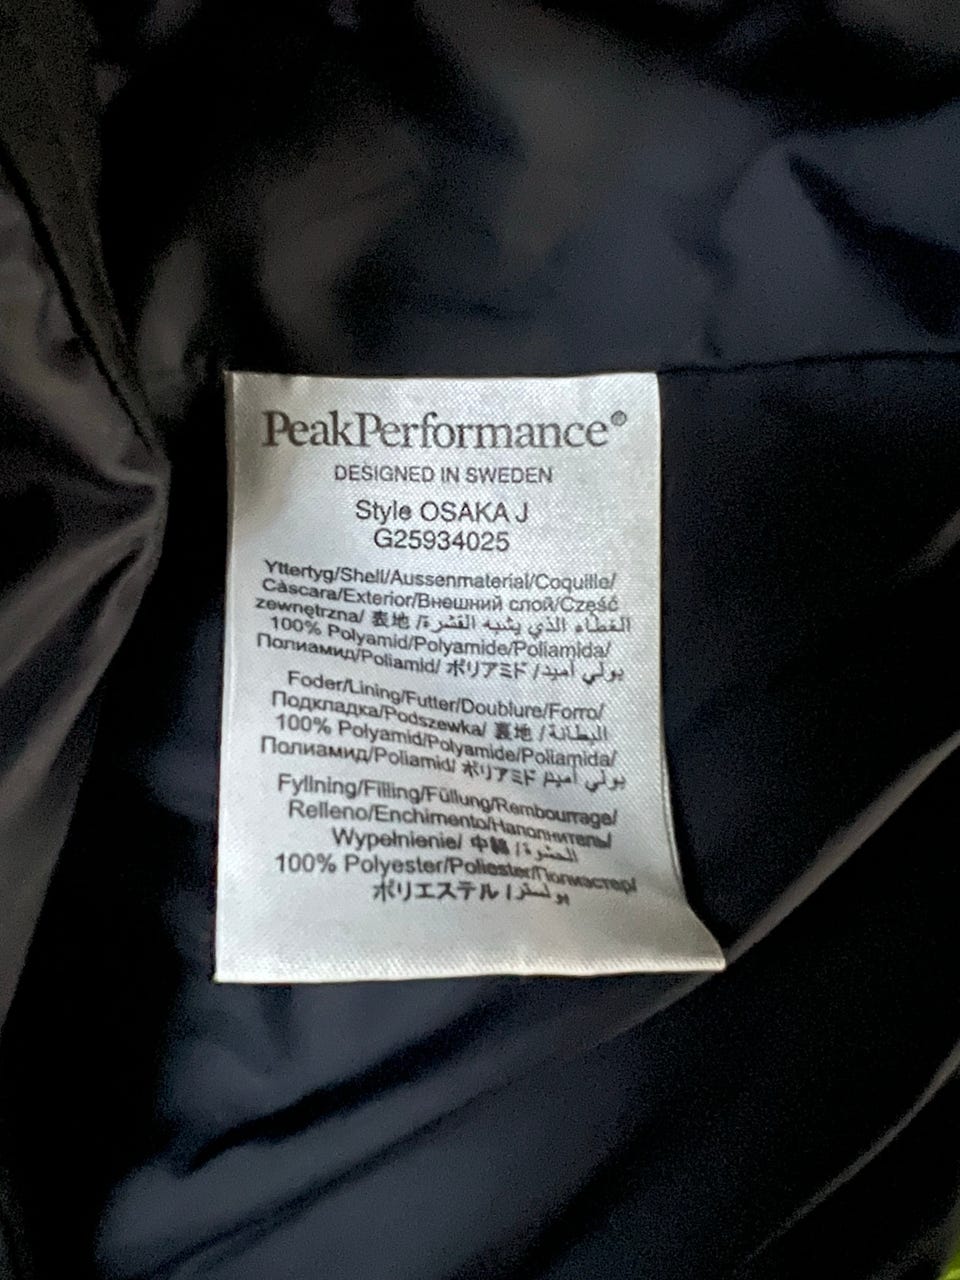 PeakPerformance®
DESIGNED IN SWEDEN
Style OSAKA J
G25934025
Yttertyg/Shell/Aussenmaterial/Coquille/
Càscara/Exterior/Внешний слой/Część
zewnętrzna/ 表地 /الغطاء الذي يشبه القشرة
100% Polyamid/Polyamide/Poliamida/
Полиамид/Poliamid/ ポリアミド /بولي أميد
Foder/Lining/Futter/Doublure/Forro/
Подкладка/Podszewka/ 裏地 /البطانة
100% Polyamid/Polyamide/Poliamida/
Полиамид/Poliamid/ ポリアミド بولي أميد
Fyllning/Filling/Füllung/Rembourrage/
Relleno/Enchimento/Наполнитель/
Wypełnienie/ 中綿 /الحشوة
100% Polyester/Poliester/Полиэстер/
ポリエステル /بولستر